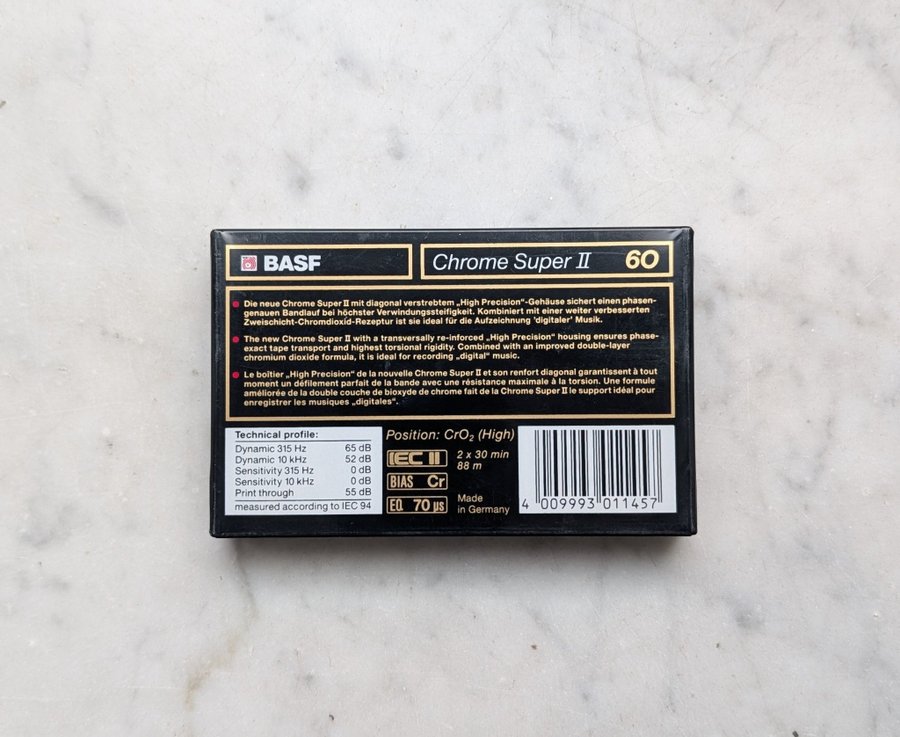 BASF
Chrome Super II 60
Die neue Chrome Super II mit diagonal verstrebtem „High Precision“-Gehäuse sichert einen phasen-
genauen Bandlauf bei höchster Verwindungssteifigkeit. Kombiniert mit einer weiter verbesserten
Zweischicht-Chromdioxid-Rezeptur ist sie ideal für die Aufzeichnung 'digitaler' Musik.
The new Chrome Super II with a transversally re-inforced „High Precision“ housing ensures phase-
exact tape transport and highest torsional rigidity. Combined with an improved double-layer
chromium dioxide formula, it is ideal for recording „digital“ music.
Le boîtier „High Precision“ de la nouvelle Chrome Super II et son renfort diagonal garantissent à tout
moment un défilement parfait de la bande avec une résistance maximale à la torsion. Une formule
améliorée de la double couche de bioxyde de chrome fait de la Chrome Super II le support idéal pour
enregistrer les musiques „digitales“.
Technical profile:
Dynamic 315 Hz 65 dB
Dynamic 10 kHz 52 dB
Sensitivity 315 Hz 0 dB
Sensitivity 10 kHz 0 dB
Print through 55 dB
measured according to IEC 94
Position: CrO₂ (High)
IEC II
2 x 30 min
88 m
BIAS Cr
EQ 70 µs
Made
in Germany
4 009993 011457